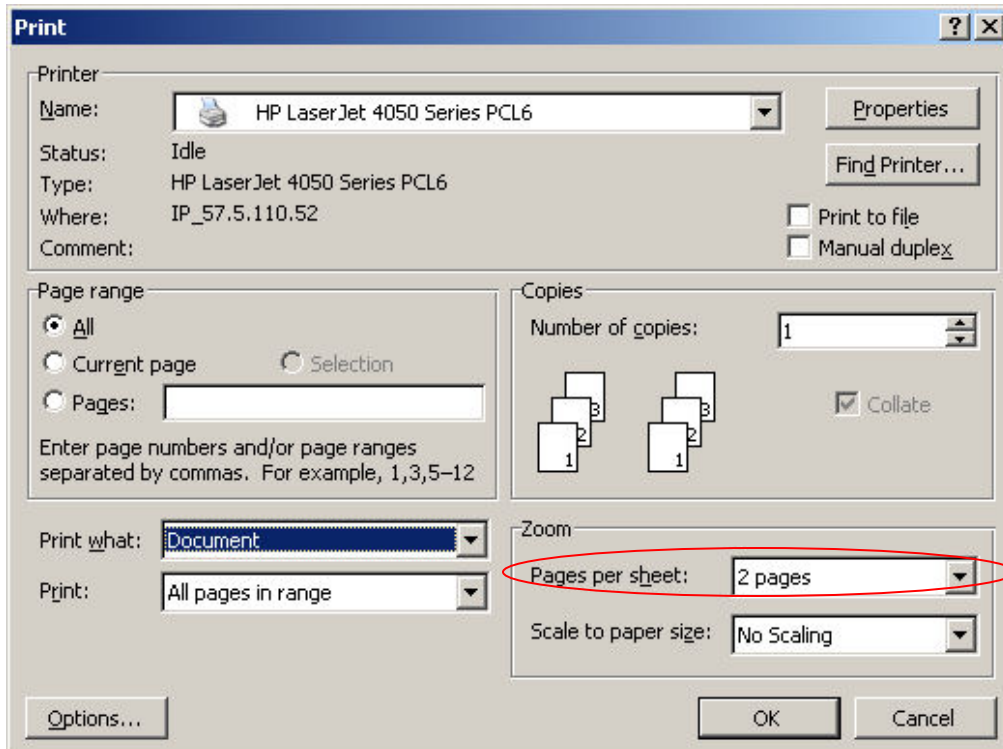 Print
Printer
Name: HP LaserJet 4050 Series PCL6 Properties
Status: Idle
Find Printer...
Type: HP LaserJet 4050 Series PCL6
Where: IP_57.5.110.52
Print to file
Comment:
Manual duplex
Page range
All
Current page Selection
Pages:
Enter page numbers and/or page ranges
separated by commas. For example, 1,3,5–12
Copies
Number of copies: 1
3 3
2 2
1 1
Collate
Print what: Document
Print: All pages in range
Zoom
Pages per sheet: 2 pages
Scale to paper size: No Scaling
Options... OK Cancel